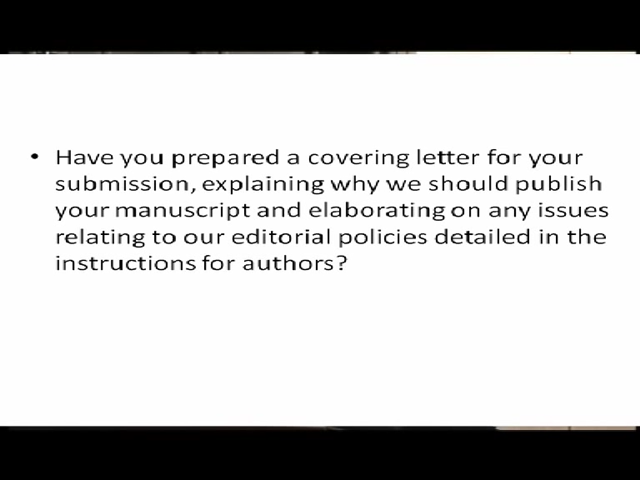 • Have you prepared a covering letter for your
submission, explaining why we should publish
your manuscript and elaborating on any issues
relating to our editorial policies detailed in the
instructions for authors?